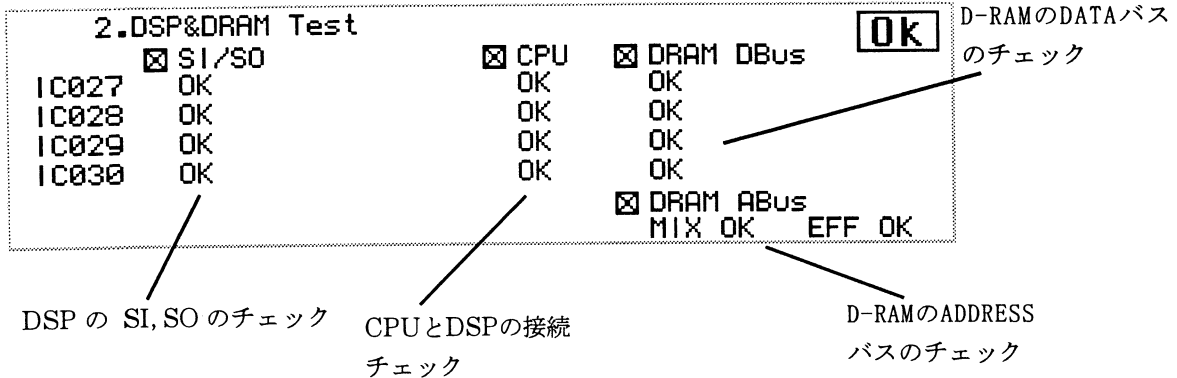 2.DSP&DRAM Test
Ok
SI/SO CPU DRAM DBus
IC027 OK OK OK
IC028 OK OK OK
IC029 OK OK OK
IC030 OK OK OK
DRAM ABus
MIX OK EFF OK
D-RAMのDATAバス
のチェック
DSP の SI,SO のチェック
CPUとDSPの接続
チェック
D-RAMのADDRESS
バスのチェック